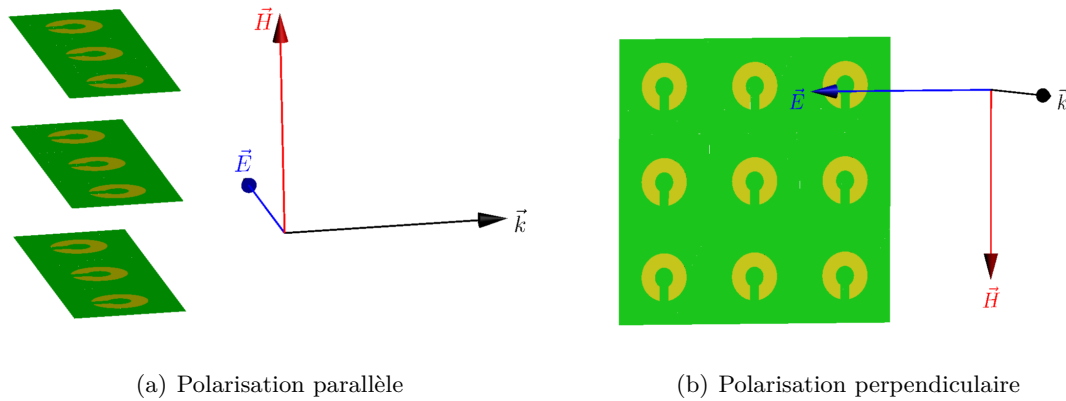 H⃗
E⃗
k⃗
E⃗
k⃗
H⃗
(a) Polarisation parallèle
(b) Polarisation perpendiculaire